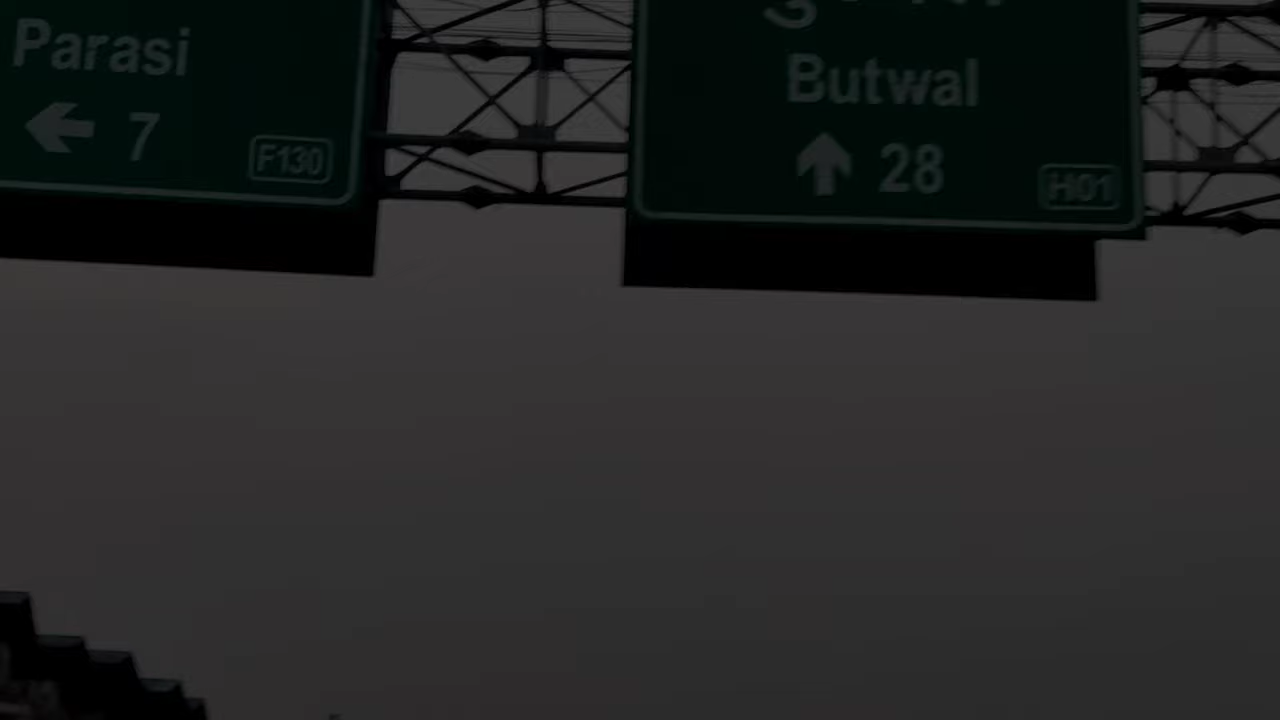 Parasi
← 7
F130
Butwal
↑ 28
H01